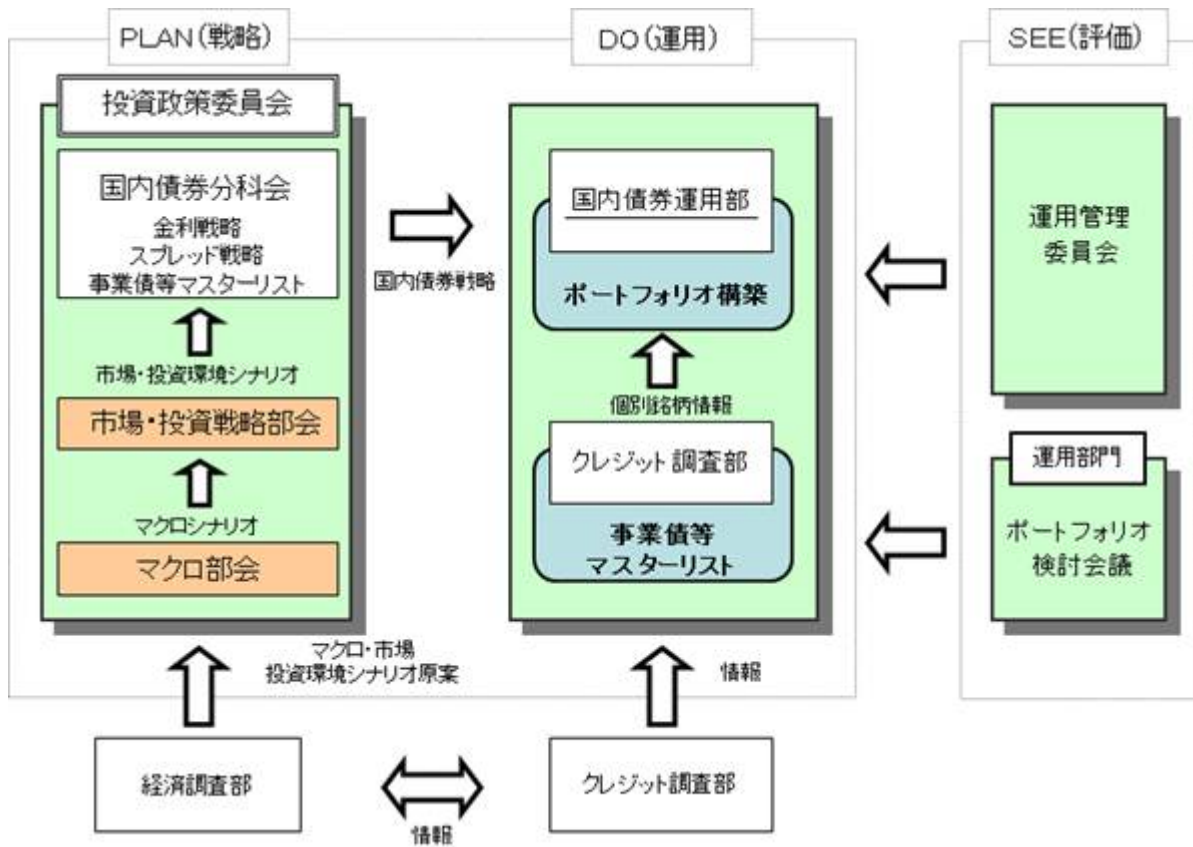 PLAN(戦略)
投資政策委員会
国内債券分科会
金利戦略
スプレッド戦略
事業債等マスターリスト
市場・投資環境シナリオ
市場・投資戦略部会
マクロシナリオ
マクロ部会
国内債券戦略
DO(運用)
国内債券運用部
ポートフォリオ構築
個別銘柄情報
クレジット調査部
事業債等
マスターリスト
SEE(評価)
運用管理
委員会
運用部門
ポートフォリオ
検討会議
マクロ・市場
投資環境シナリオ原案
情報
経済調査部
情報
クレジット調査部